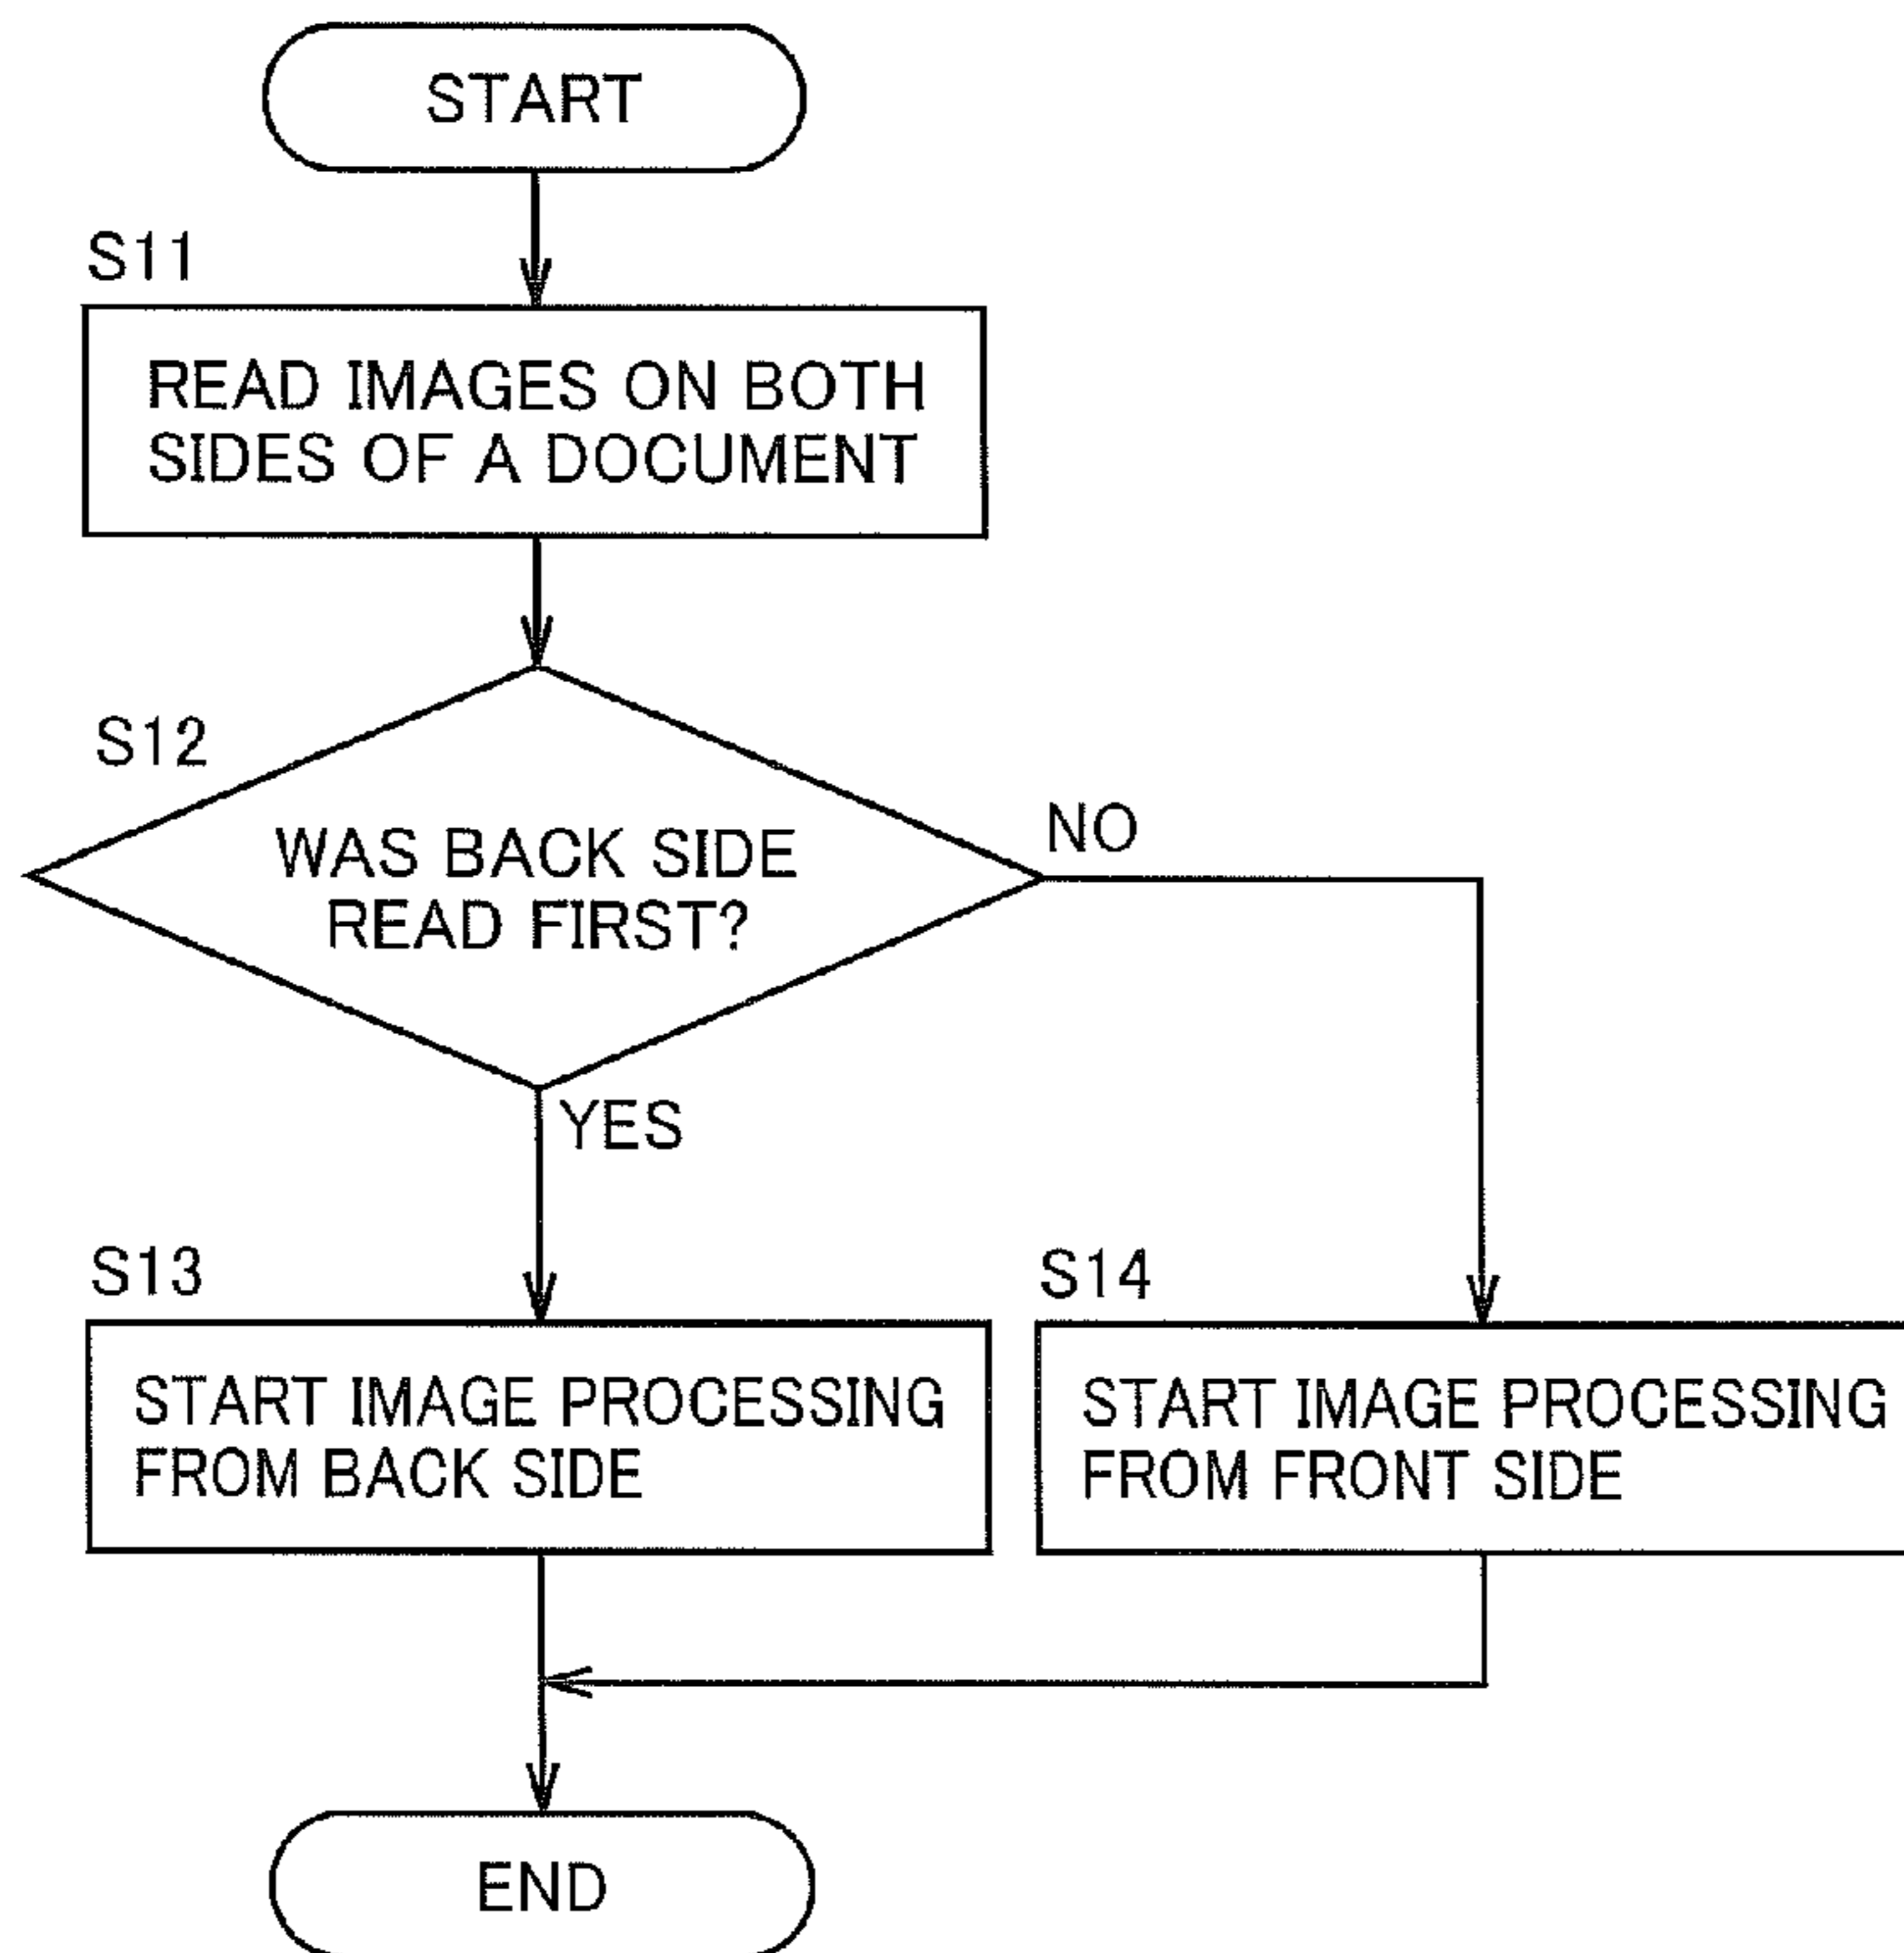 START
S11
READ IMAGES ON BOTH
SIDES OF A DOCUMENT
S12
WAS BACK SIDE
READ FIRST?
NO
YES
S13
START IMAGE PROCESSING
FROM BACK SIDE
S14
START IMAGE PROCESSING
FROM FRONT SIDE
END